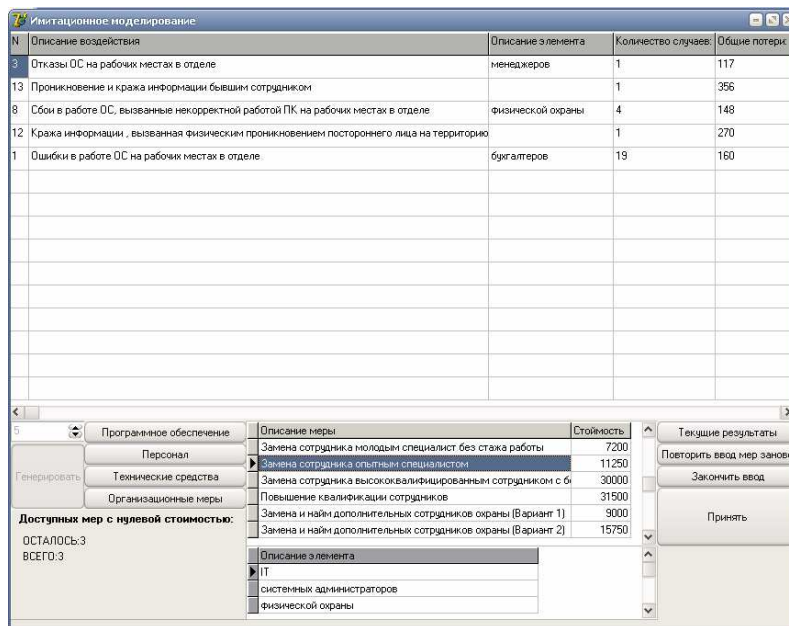 Имитационное моделирование
N Описание воздействия Описание элемента Количество случаев: Общие потери:
3 Отказы ОС на рабочих местах в отделе менеджеров 1 117
13 Проникновение и кража информации бывшим сотрудником 1 356
8 Сбои в работе ОС, вызванные некорректной работой ПК на рабочих местах в отделе физической охраны 4 148
12 Кража информации , вызванная физическим проникновением постороннего лица на территорию 1 270
1 Ошибки в работе ОС на рабочих местах в отделе бухгалтеров 19 160
5
Генерировать
Программное обеспечение
Персонал
Технические средства
Организационные меры
Доступных мер с нулевой стоимостью:
ОСТАЛОСЬ:3
ВСЕГО:3
Описание меры Стоймость
Замена сотрудника молодым специалист без стажа работы 7200
Замена сотрудника опытным специалистом 11250
Замена сотрудника высококвалифицированным сотрудником с 30000
Повышение квалификации сотрудников 31500
Замена и найм дополнительных сотрудников охраны (Вариант 1) 9000
Замена и найм дополнительных сотрудников охраны (Вариант 2) 15750
Описание элемента
IT
системных администраторов
физической охраны
Текущие результаты
Повторить ввод мер заново
Закончить ввод
Принять